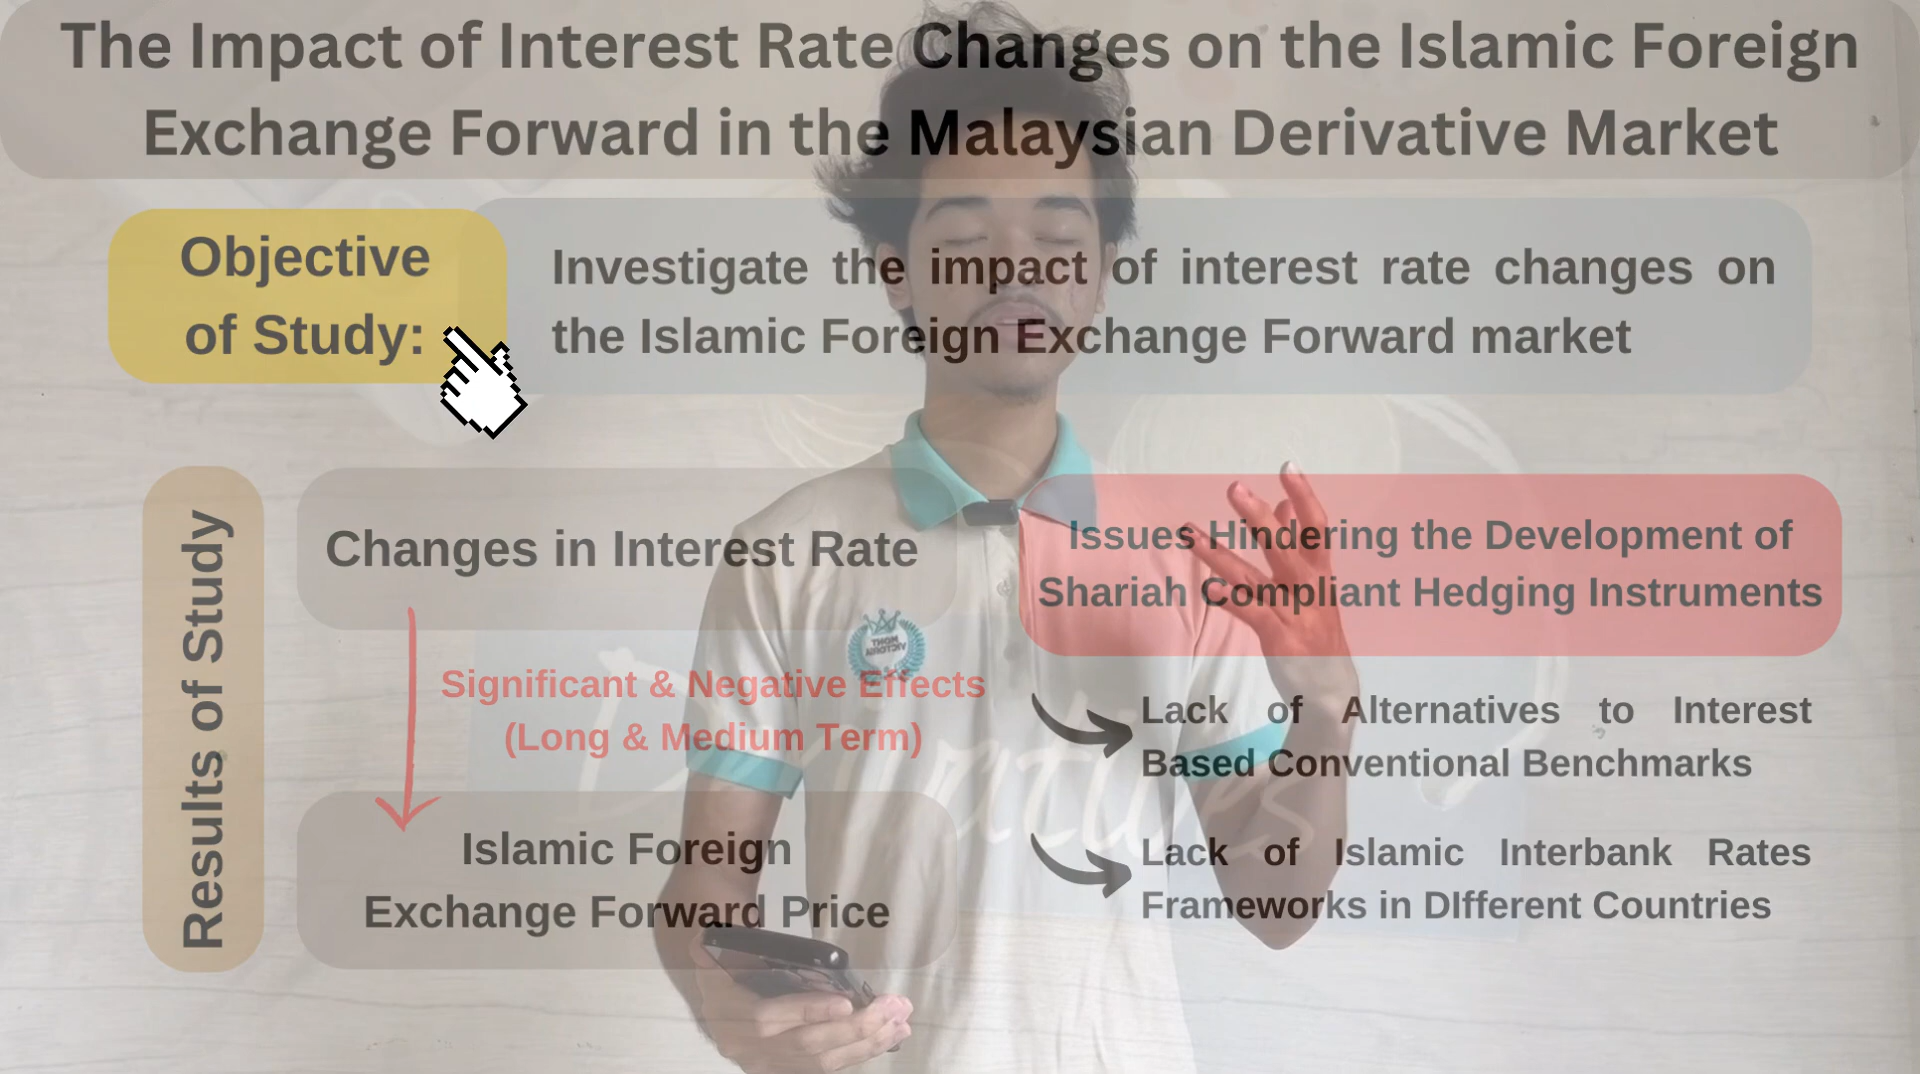 The Impact of Interest Rate Changes on the Islamic Foreign
Exchange Forward in the Malaysian Derivative Market
Objective
of Study:
Investigate the impact of interest rate changes on
the Islamic Foreign Exchange Forward market
Results of Study
Changes in Interest Rate
Significant & Negative Effects
(Long & Medium Term)
Islamic Foreign
Exchange Forward Price
Issues Hindering the Development of
Shariah Compliant Hedging Instruments
Lack of Alternatives to Interest
Based Conventional Benchmarks
Lack of Islamic Interbank Rates
Frameworks in DIfferent Countries
Derivatives
MONT
VICTORIA